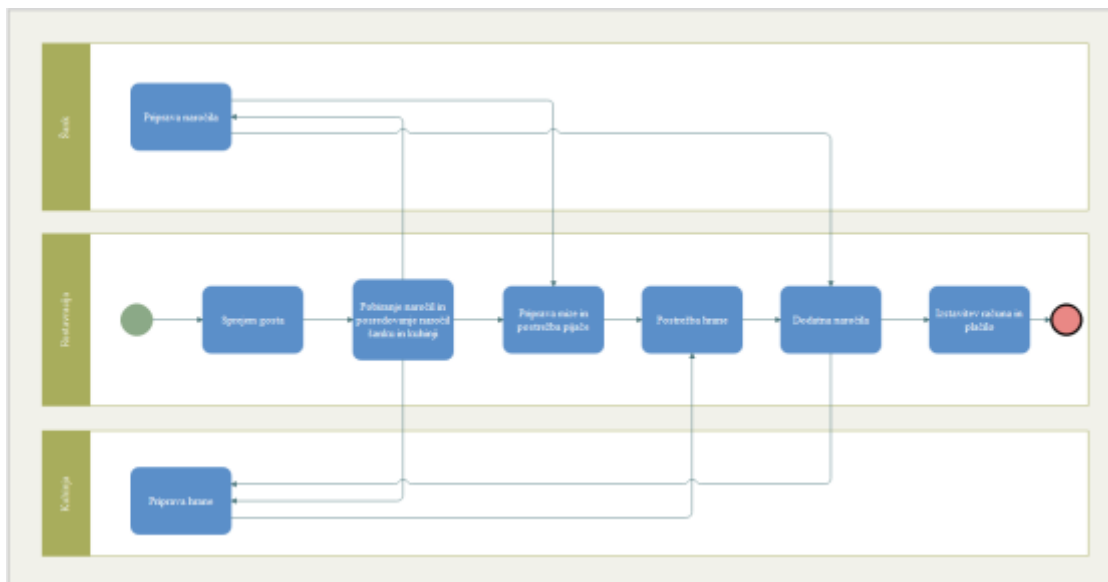 Šank
Priprava naročila
Restavracija
Sprejem gosta
Pobiranje naročil in
posredovanje naročil
šanku in kuhinji
Priprava mize in
postrežba pijače
Postrežba hrane
Dodatna naročila
Izstavitev računa in
plačilo
Kuhinja
Priprava hrane